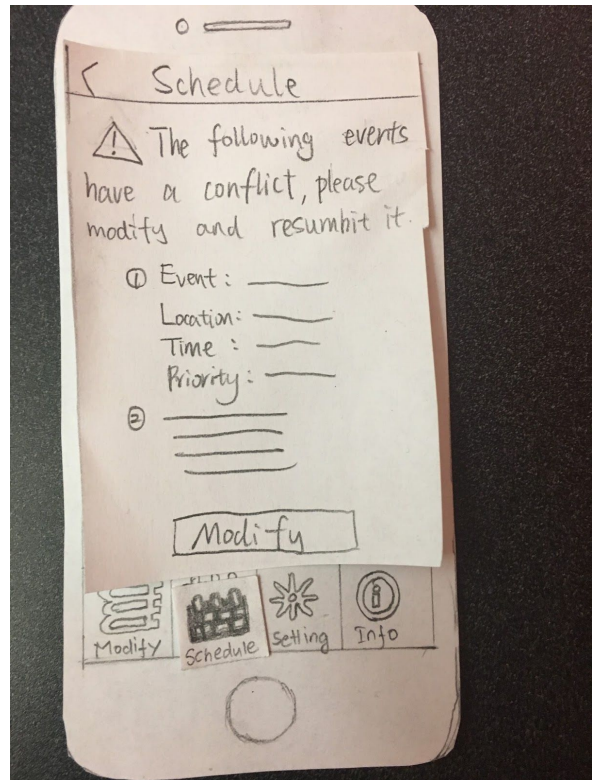 < Schedule
The following events
have a conflict, please
modify and resumbit it.
① Event:
Location:
Time :
Priority:
②
Modify
Modify Schedule Setting Info